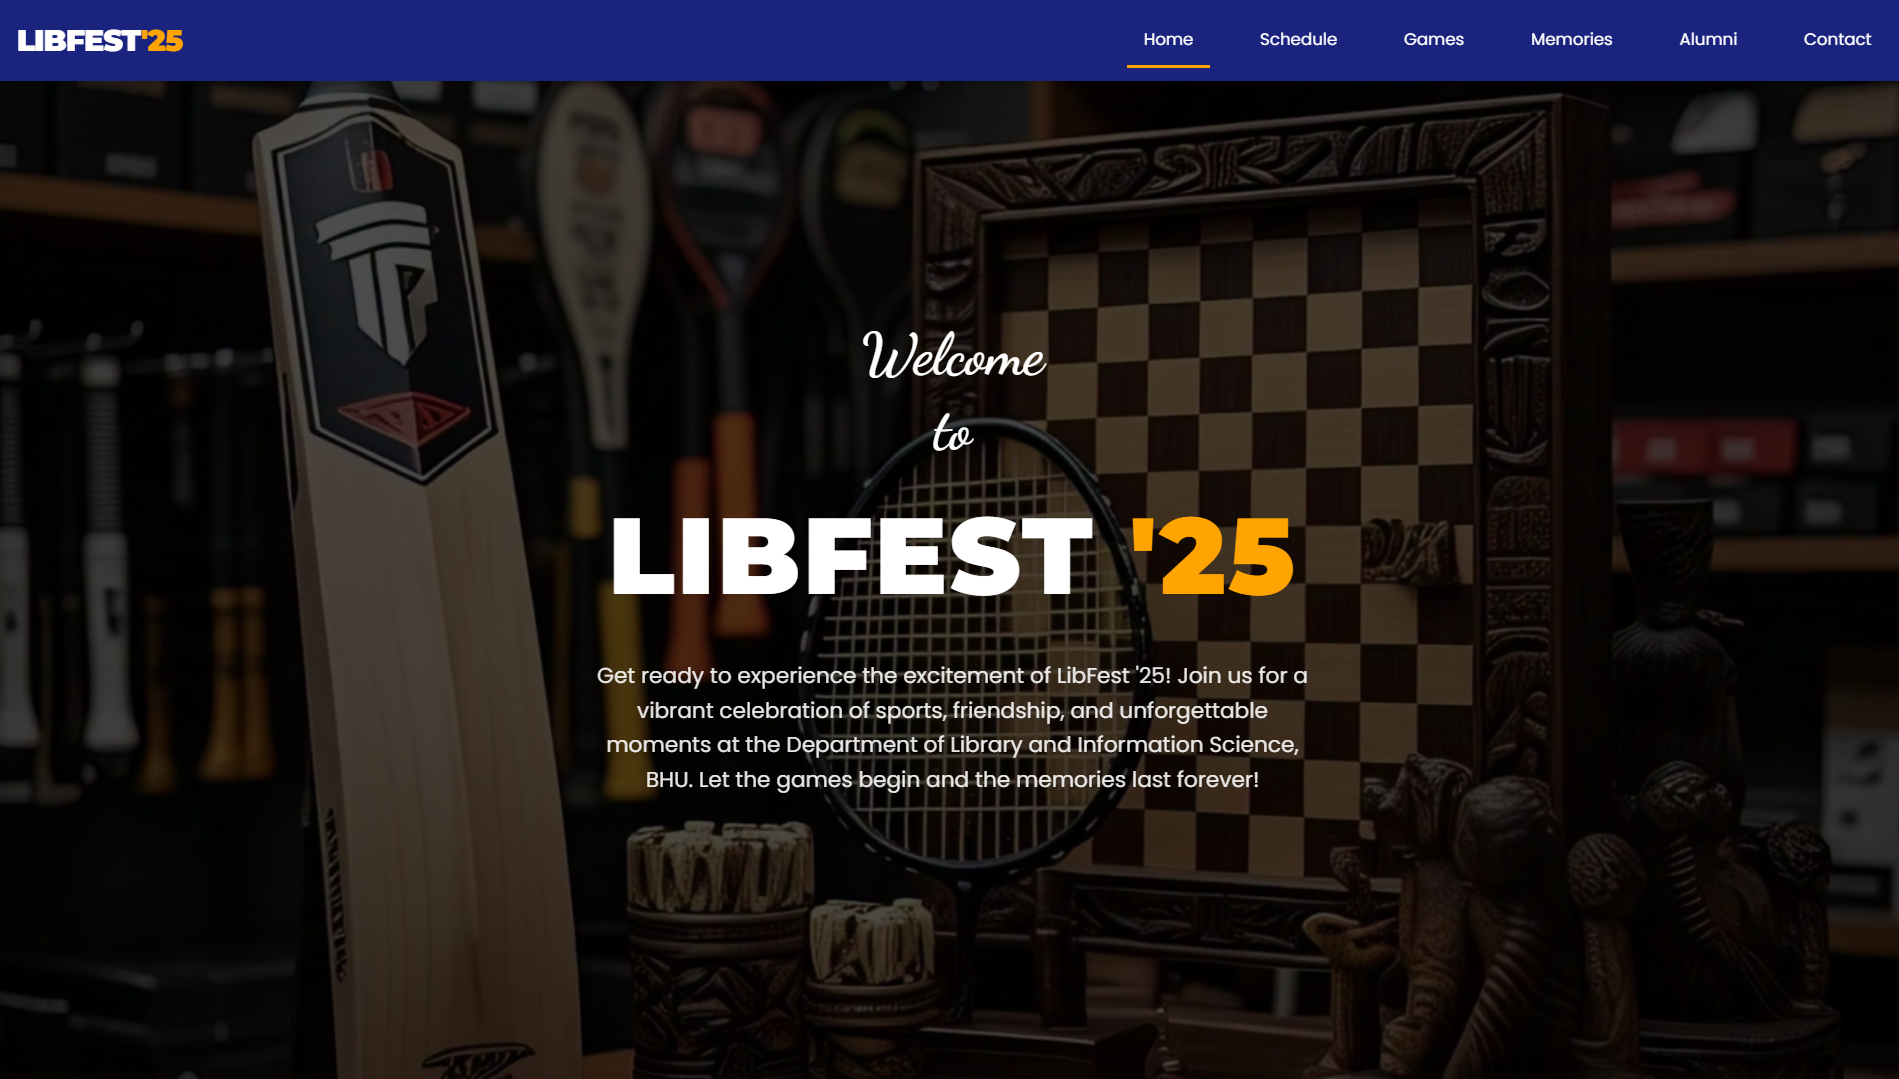 LIBFEST'25
Home
Schedule
Games
Memories
Alumni
Contact
Welcome
to
LIBFEST '25
Get ready to experience the excitement of LibFest '25! Join us for a
vibrant celebration of sports, friendship, and unforgettable
moments at the Department of Library and Information Science,
BHU. Let the games begin and the memories last forever!